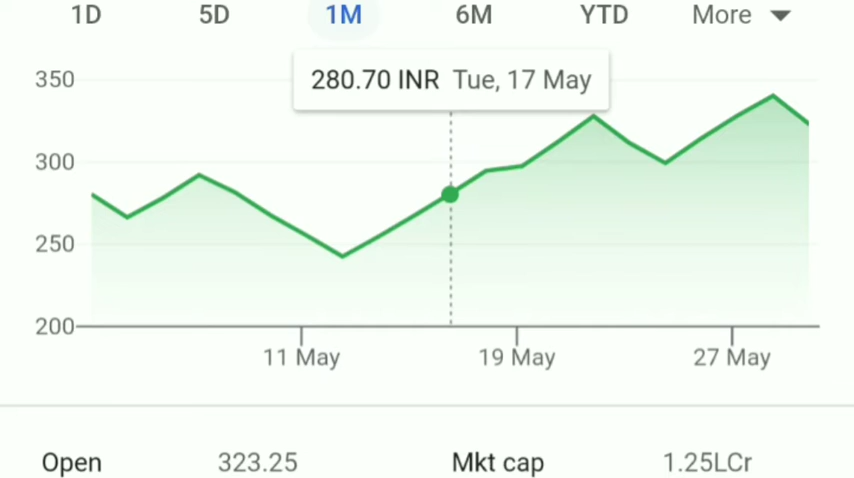 1D 5D 1M 6M YTD More
280.70 INR Tue, 17 May
350
300
250
200
11 May 19 May 27 May
Open 323.25 Mkt cap 1.25LCr